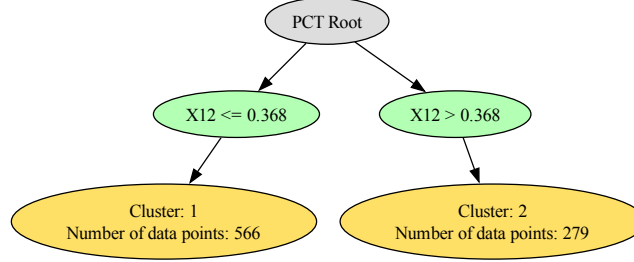 PCT Root
X12 <= 0.368
X12 > 0.368
Cluster: 1
Number of data points: 566
Cluster: 2
Number of data points: 279